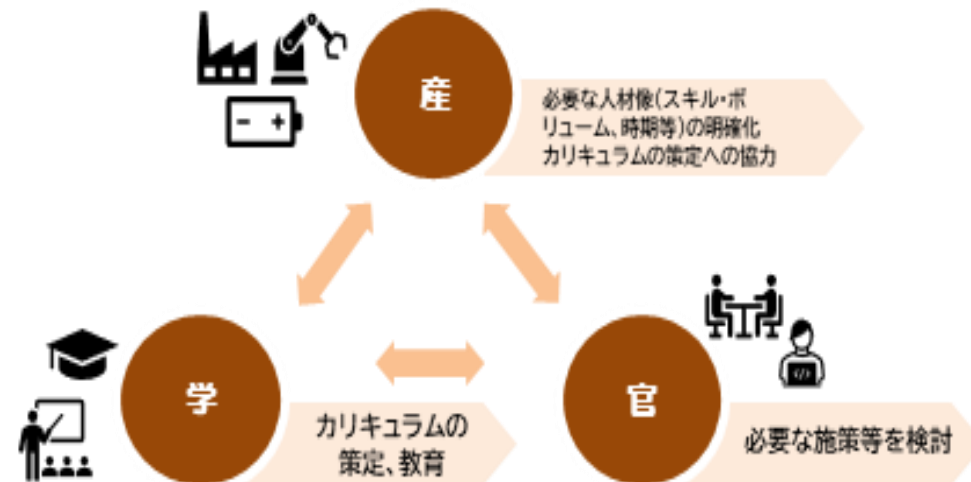 産
必要な人材像(スキル・ボ
リューム、時期等)の明確化
カリキュラムの策定への協力
学
カリキュラムの
策定、教育
官
必要な施策等を検討